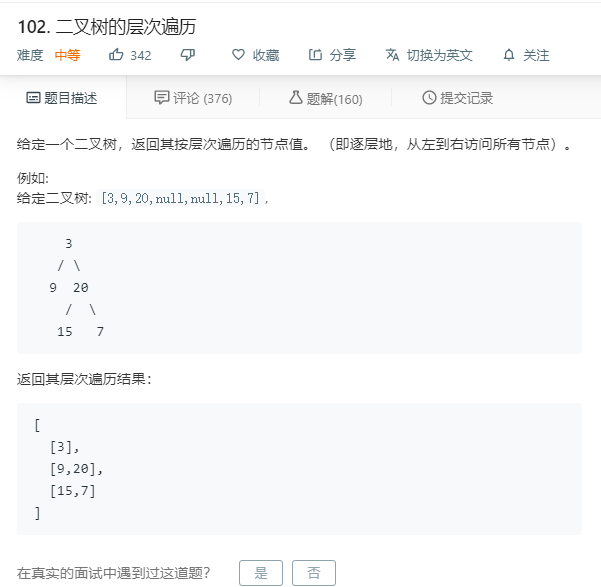 102. 二叉树的层次遍历
难度 中等 342 收藏 分享 切换为英文 关注
题目描述 评论 (376) 题解(160) 提交记录
给定一个二叉树，返回其按层次遍历的节点值。 （即逐层地，从左到右访问所有节点）。
例如:
给定二叉树: [3,9,20,null,null,15,7],
3
/ \
9 20
/ \
15 7
返回其层次遍历结果：
[
[3],
[9,20],
[15,7]
]
在真实的面试中遇到过这道题？ 是 否